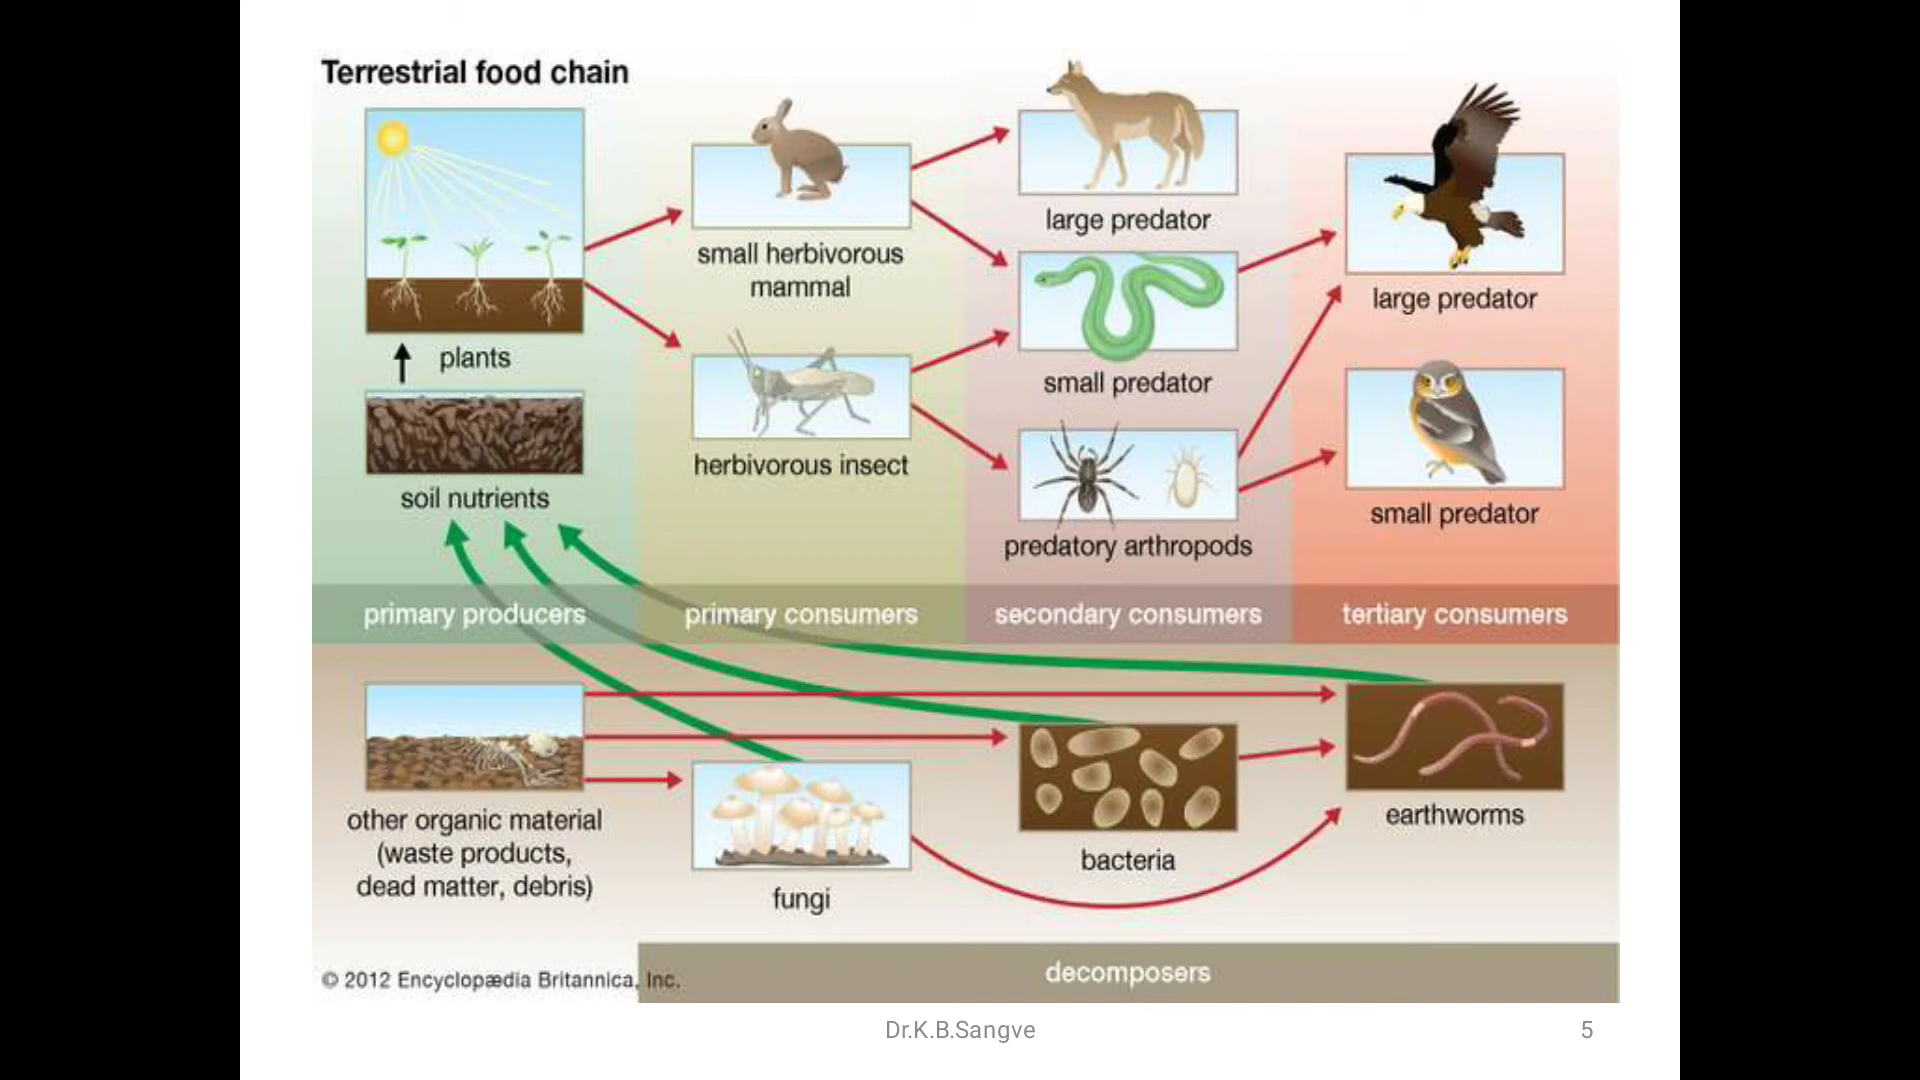 Terrestrial food chain
large predator
small herbivorous
mammal
large predator
plants
small predator
herbivorous insect
soil nutrients
small predator
predatory arthropods
primary producers
primary consumers
secondary consumers
tertiary consumers
other organic material
(waste products,
dead matter, debris)
fungi
bacteria
earthworms
decomposers
© 2012 Encyclopædia Britannica, Inc.
Dr.K.B.Sangve
5